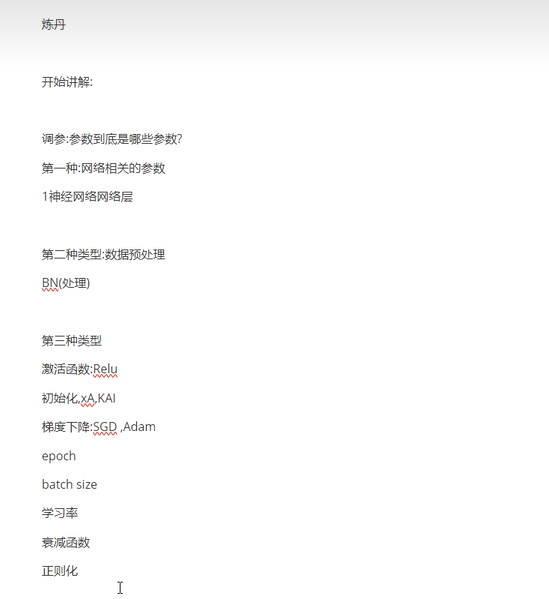 炼丹
开始讲解:
调参:参数到底是哪些参数?
第一种:网络相关的参数
1神经网络网络层
第二种类型:数据预处理
BN(处理)
第三种类型
激活函数:Relu
初始化,xA,KAI
梯度下降:SGD ,Adam
epoch
batch size
学习率
衰减函数
正则化